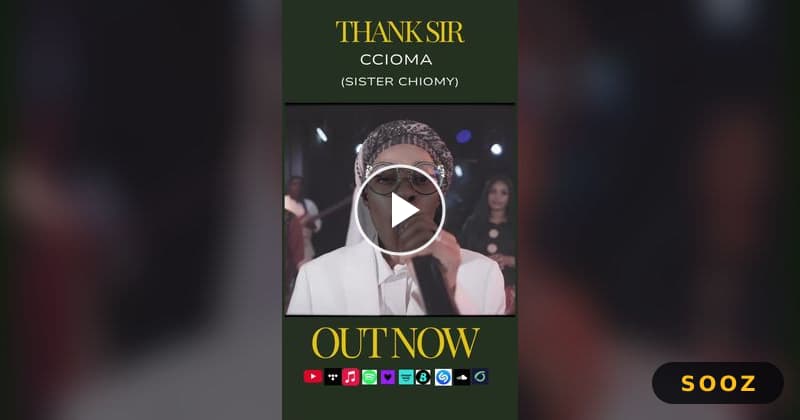 THANK SIR
CCIOMA
(SISTER CHIOMY)
OUT NOW
SOOZ